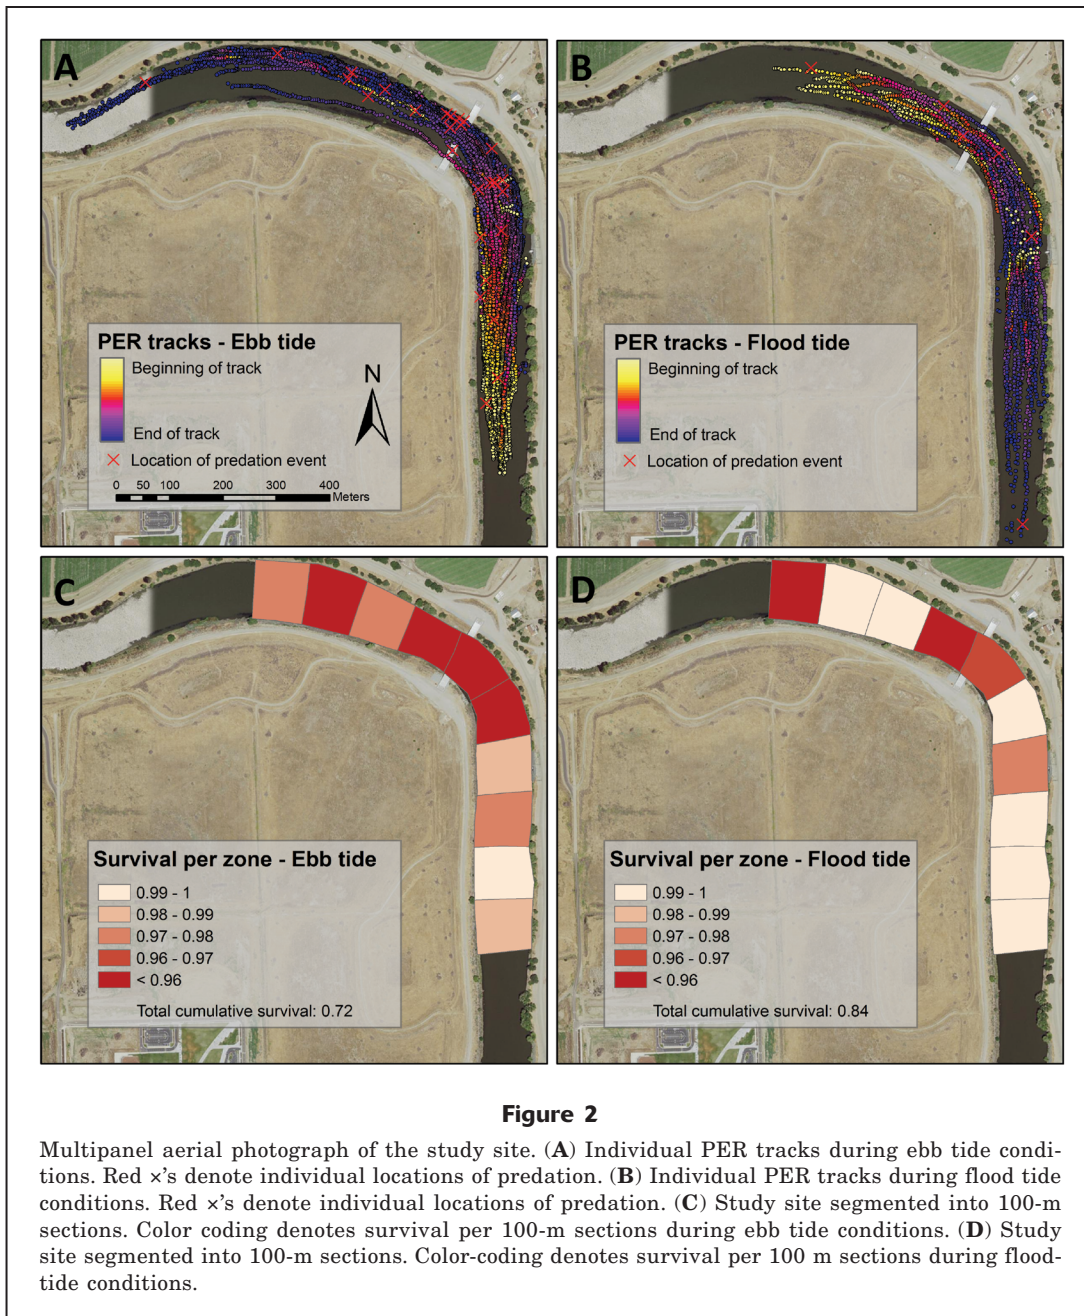 A
PER tracks - Ebb tide
Beginning of track
End of track
Location of predation event
N
0 50 100 200 300 400
Meters
B
PER tracks - Flood tide
Beginning of track
End of track
Location of predation event
C
Survival per zone - Ebb tide
0.99 - 1
0.98 - 0.99
0.97 - 0.98
0.96 - 0.97
< 0.96
Total cumulative survival: 0.72
D
Survival per zone - Flood tide
0.99 - 1
0.98 - 0.99
0.97 - 0.98
0.96 - 0.97
< 0.96
Total cumulative survival: 0.84
Figure 2
Multipanel aerial photograph of the study site. (A) Individual PER tracks during ebb tide condi-
tions. Red ×'s denote individual locations of predation. (B) Individual PER tracks during flood tide
conditions. Red ×'s denote individual locations of predation. (C) Study site segmented into 100-m
sections. Color coding denotes survival per 100-m sections during ebb tide conditions. (D) Study
site segmented into 100-m sections. Color-coding denotes survival per 100 m sections during flood-
tide conditions.